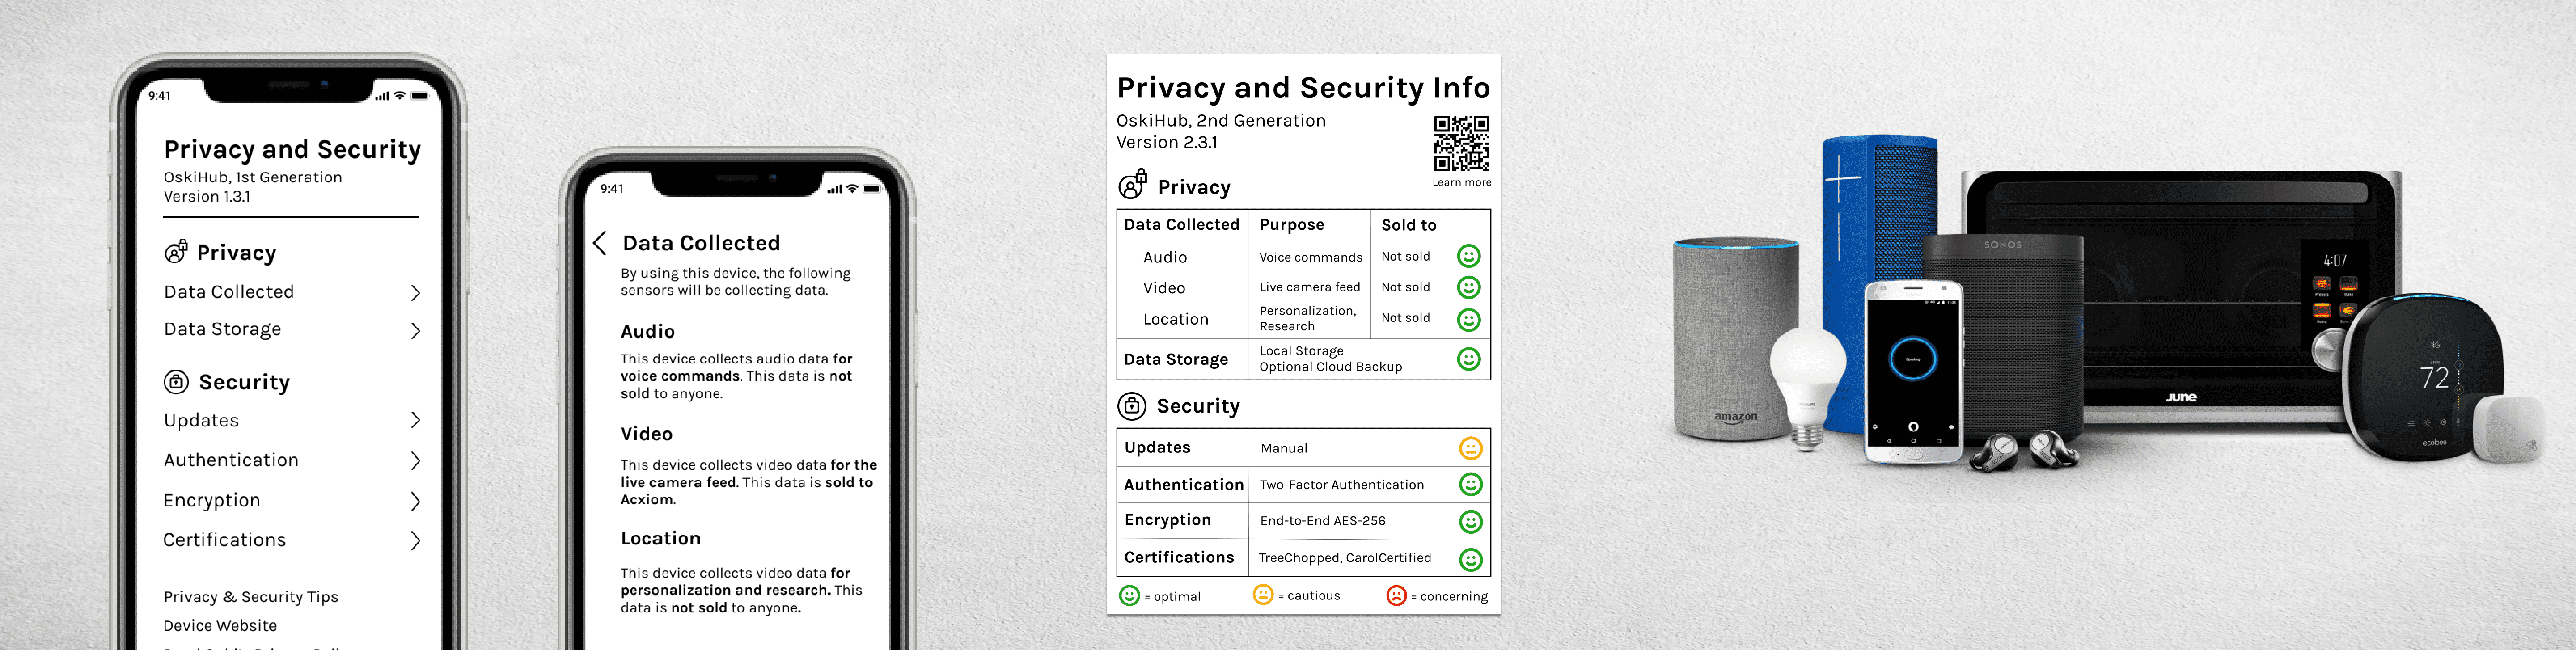 9:41
Privacy and Security
OskiHub, 1st Generation
Version 1.3.1
Privacy
Data Collected
Data Storage
Security
Updates
Authentication
Encryption
Certifications
Privacy & Security Tips
Device Website
9:41
Data Collected
By using this device, the following
sensors will be collecting data.
Audio
This device collects audio data for
voice commands. This data is not
sold to anyone.
Video
This device collects video data for the
live camera feed. This data is sold to
Acxiom.
Location
This device collects video data for
personalization and research. This
data is not sold to anyone.
Privacy and Security Info
OskiHub, 2nd Generation
Version 2.3.1
Learn more
Privacy
Data Collected Purpose Sold to
Audio Voice commands Not sold
Video Live camera feed Not sold
Location Personalization, Research Not sold
Data Storage Local Storage
Optional Cloud Backup
Security
Updates Manual
Authentication Two-Factor Authentication
Encryption End-to-End AES-256
Certifications TreeChopped, CarolCertified
= optimal = cautious = concerning
amazon
SONOS
4:07
JUNE
72
ecobee